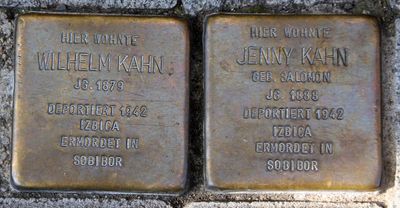 HIER WOHNTE
WILHELM KAHN
JG. 1879
DEPORTIERT 1942
IZBICA
ERMORDET IN
SOBIBOR
HIER WOHNTE
JENNY KAHN
GEB. SALOMON
JG. 1888
DEPORTIERT 1942
IZBICA
ERMORDET IN
SOBIBOR